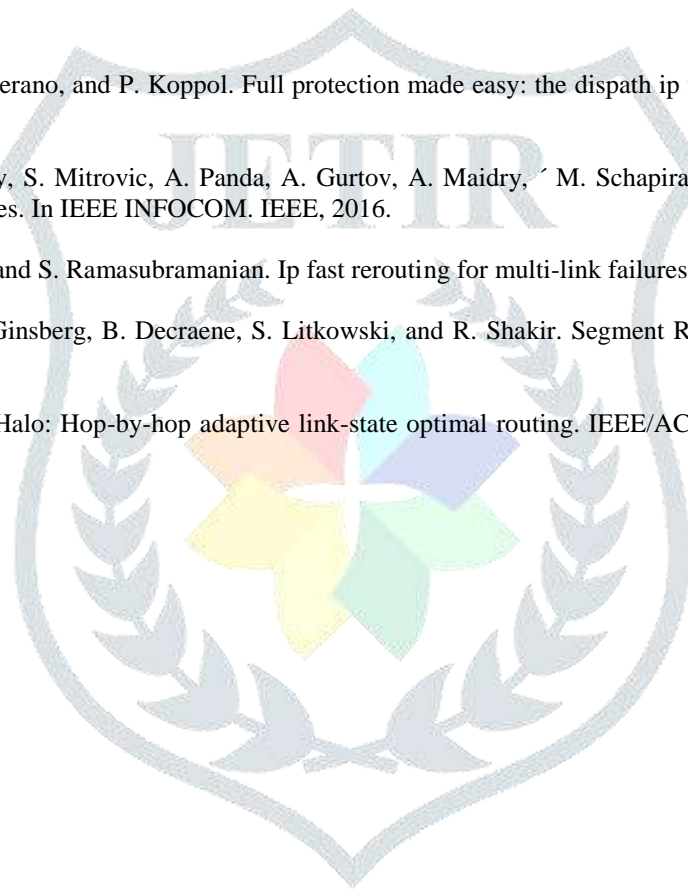 erano, and P. Koppol. Full protection made easy: the dispath ip
JETIR
y, S. Mitrovic, A. Panda, A. Gurtov, A. Maidry, ´ M. Schapira
es. In IEEE INFOCOM. IEEE, 2016.
and S. Ramasubramanian. Ip fast rerouting for multi-link failures
Ginsberg, B. Decraene, S. Litkowski, and R. Shakir. Segment R
Halo: Hop-by-hop adaptive link-state optimal routing. IEEE/AC